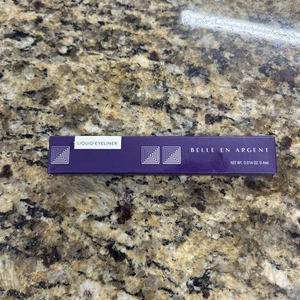 LIQUID EYELINER
BELLE EN ARGENT
NET WT. 0.014 OZ. 0.4ml